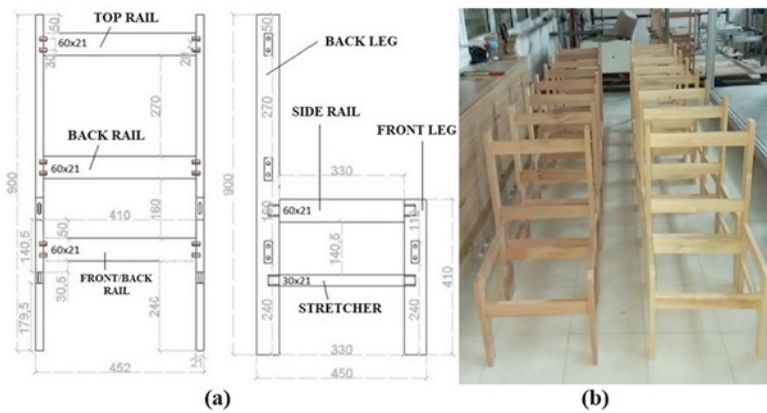 TOP RAIL
60x21
50
30
20
270
BACK RAIL
60x21
900
160
410
50
60x21
140,5
FRONT/BACK
RAIL
30,5
240
179,5
452
21
(a)
50
BACK LEG
270
SIDE RAIL
FRONT LEG
900
330
160
60x21
110
140,5
410
30x21
240
STRETCHER
240
330
450
(b)